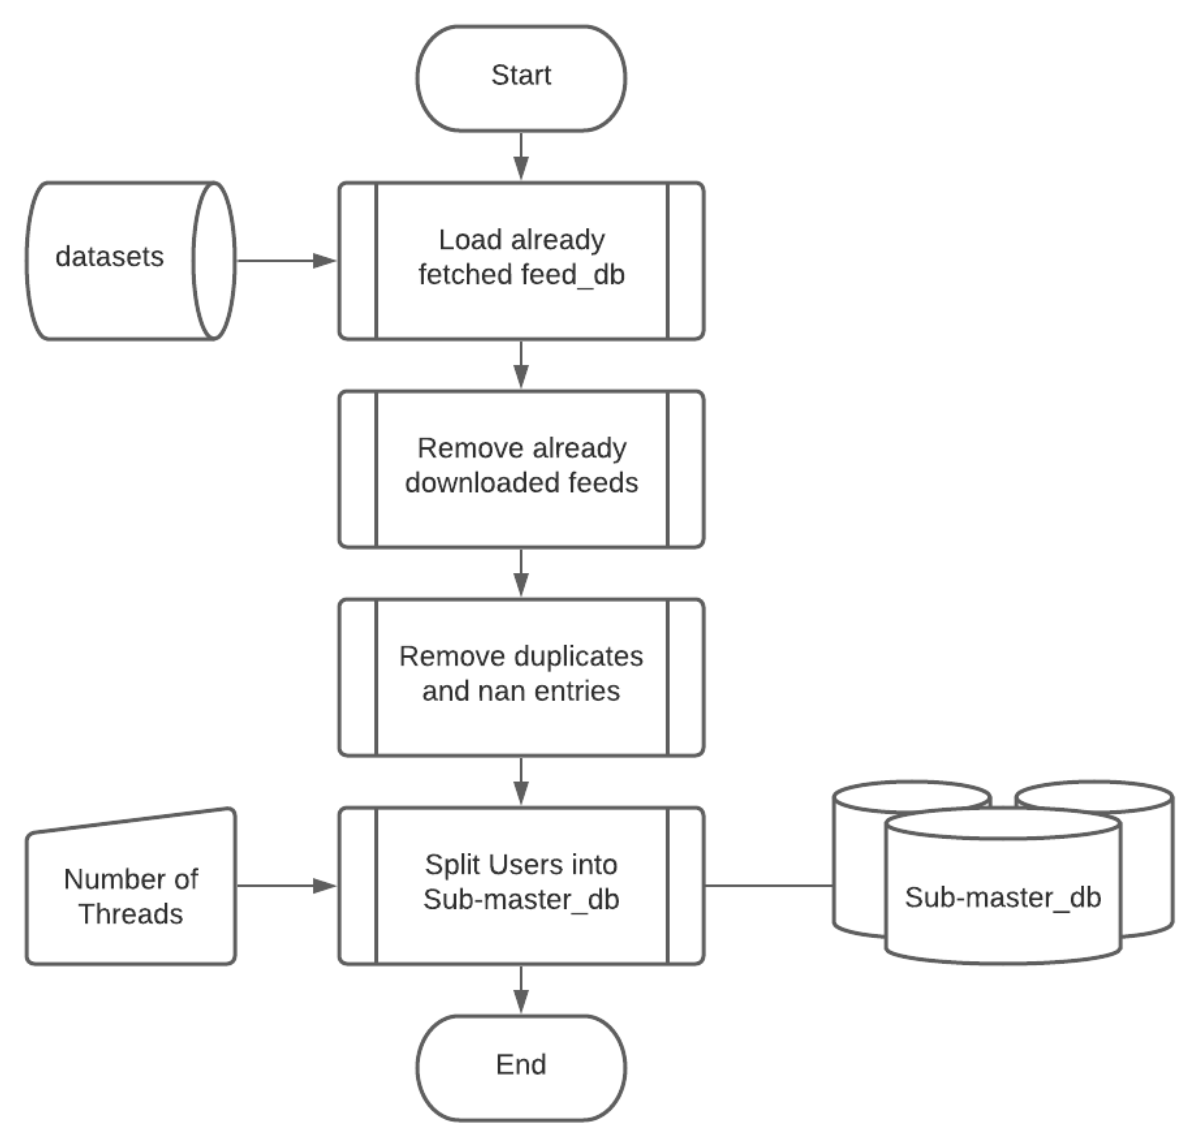 Start
datasets
Load already
fetched feed_db
Remove already
downloaded feeds
Remove duplicates
and nan entries
Number of
Threads
Split Users into
Sub-master_db
Sub-master_db
End